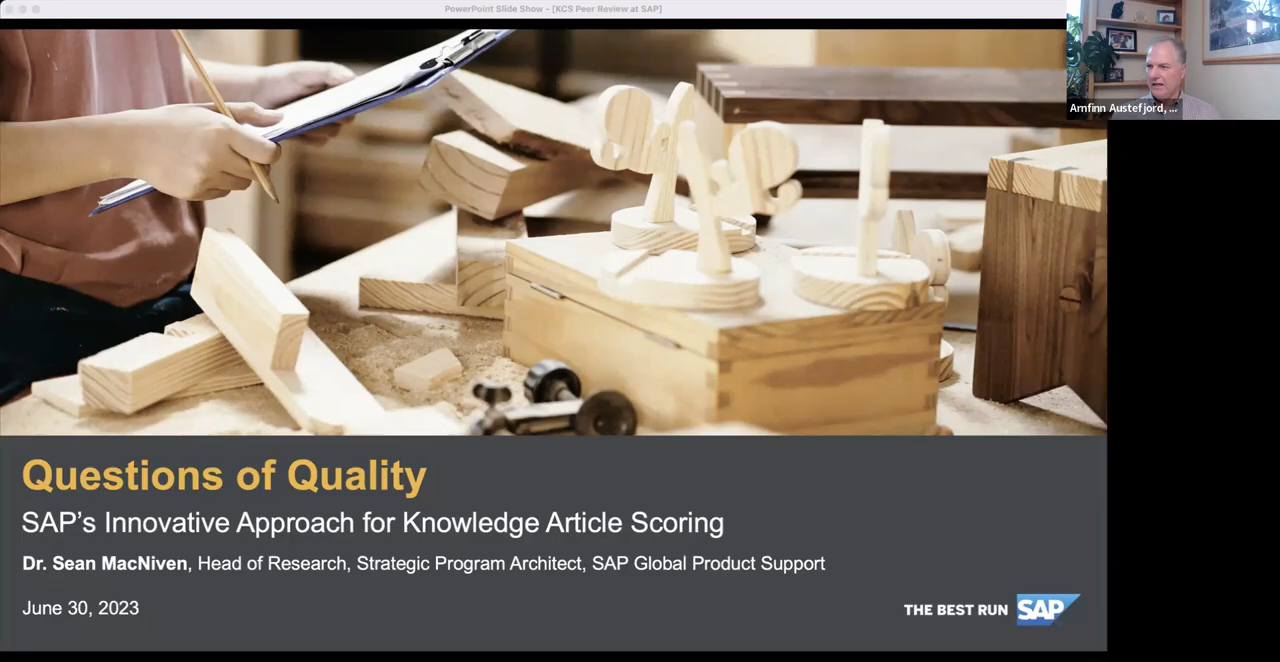 PowerPoint Slide Show - [KCS Peer Review at SAP]
Arnfinn Austefjord, ...
Questions of Quality
SAP’s Innovative Approach for Knowledge Article Scoring
Dr. Sean MacNiven, Head of Research, Strategic Program Architect, SAP Global Product Support
June 30, 2023
THE BEST RUN SAP